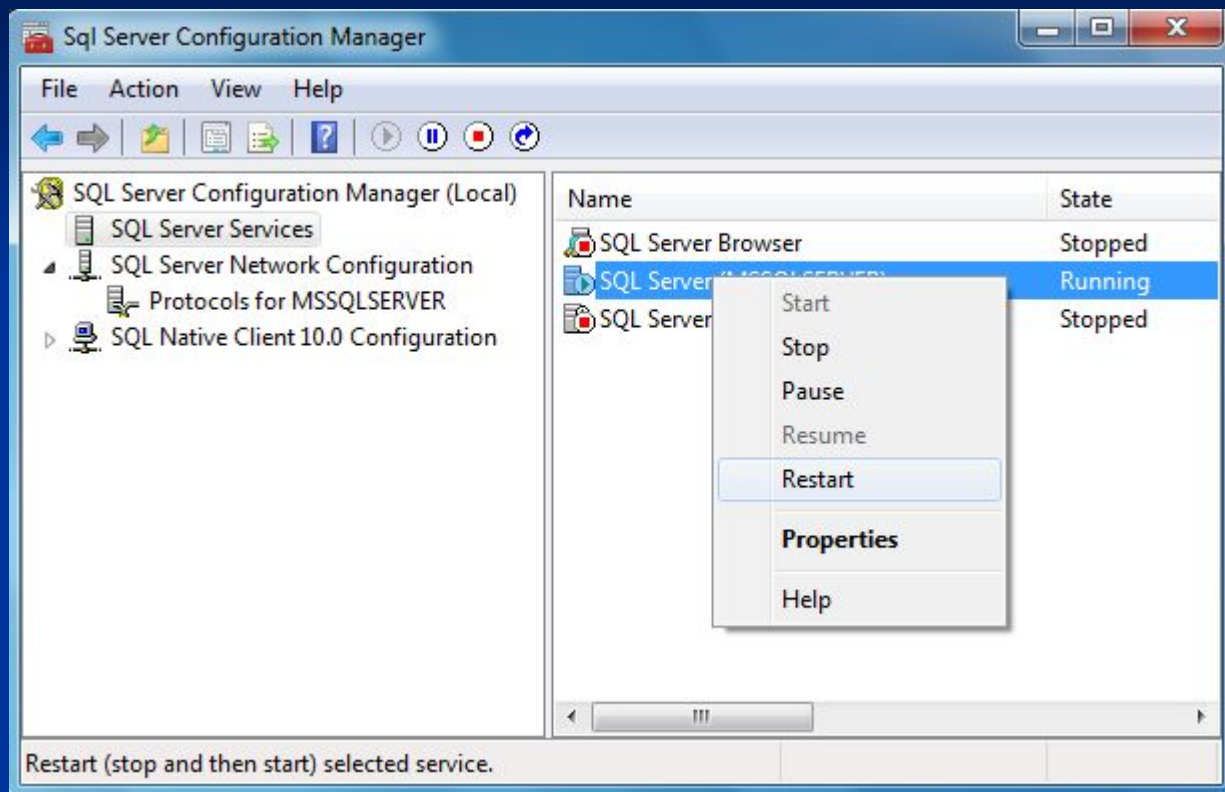 Sql Server Configuration Manager
File Action View Help
SQL Server Configuration Manager (Local)
SQL Server Services
SQL Server Network Configuration
Protocols for MSSQLSERVER
SQL Native Client 10.0 Configuration
Name State
SQL Server Browser Stopped
SQL Server (MSSQLSERVER) Running
SQL Server Stopped
Start
Stop
Pause
Resume
Restart
Properties
Help
Restart (stop and then start) selected service.